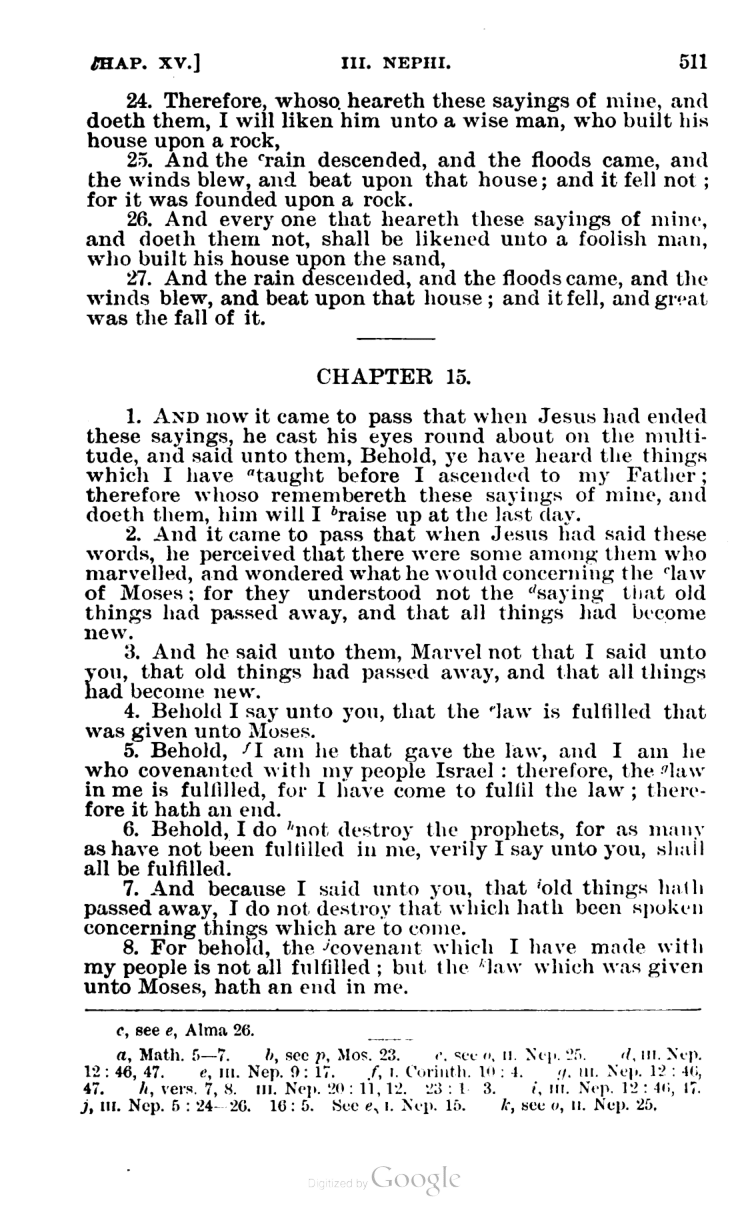 CHAP. XV.] III. NEPHI. 511
24. Therefore, whoso heareth these sayings of mine, and
doeth them, I will liken him unto a wise man, who built his
house upon a rock,
25. And the ᶜrain descended, and the floods came, and
the winds blew, and beat upon that house; and it fell not;
for it was founded upon a rock.
26. And every one that heareth these sayings of mine,
and doeth them not, shall be likened unto a foolish man,
who built his house upon the sand,
27. And the rain descended, and the floods came, and the
winds blew, and beat upon that house; and it fell, and great
was the fall of it.
CHAPTER 15.
1. AND now it came to pass that when Jesus had ended
these sayings, he cast his eyes round about on the multi-
tude, and said unto them, Behold, ye have heard the things
which I have ᵃtaught before I ascended to my Father;
therefore whoso remembereth these sayings of mine, and
doeth them, him will I ᵇraise up at the last day.
2. And it came to pass that when Jesus had said these
words, he perceived that there were some among them who
marvelled, and wondered what he would concerning the ᶜlaw
of Moses; for they understood not the ᵈsaying that old
things had passed away, and that all things had become
new.
3. And he said unto them, Marvel not that I said unto
you, that old things had passed away, and that all things
had become new.
4. Behold I say unto you, that the ᵉlaw is fulfilled that
was given unto Moses.
5. Behold, ᶠI am he that gave the law, and I am he
who covenanted with my people Israel: therefore, the ᵍlaw
in me is fulfilled, for I have come to fulfil the law; there-
fore it hath an end.
6. Behold, I do ʰnot destroy the prophets, for as many
as have not been fulfilled in me, verily I say unto you, shall
all be fulfilled.
7. And because I said unto you, that ⁱold things hath
passed away, I do not destroy that which hath been spoken
concerning things which are to come.
8. For behold, the ʲcovenant which I have made with
my people is not all fulfilled; but the ᵏlaw which was given
unto Moses, hath an end in me.
c, see e, Alma 26.
a, Math. 5—7. b, see p, Mos. 23. c, see o, II. Nep. 25. d, III. Nep.
12:46, 47. e, III. Nep. 9:17. f, I. Corinth. 10:4. g, III. Nep. 12:46,
47. h, vers. 7, 8. III. Nep. 20:11, 12. 23:1-3. i, III. Nep. 12:46, 47.
j, III. Nep. 5:24—26. 16:5. See e, I. Nep. 15. k, see o, II. Nep. 25.
Digitized by Google